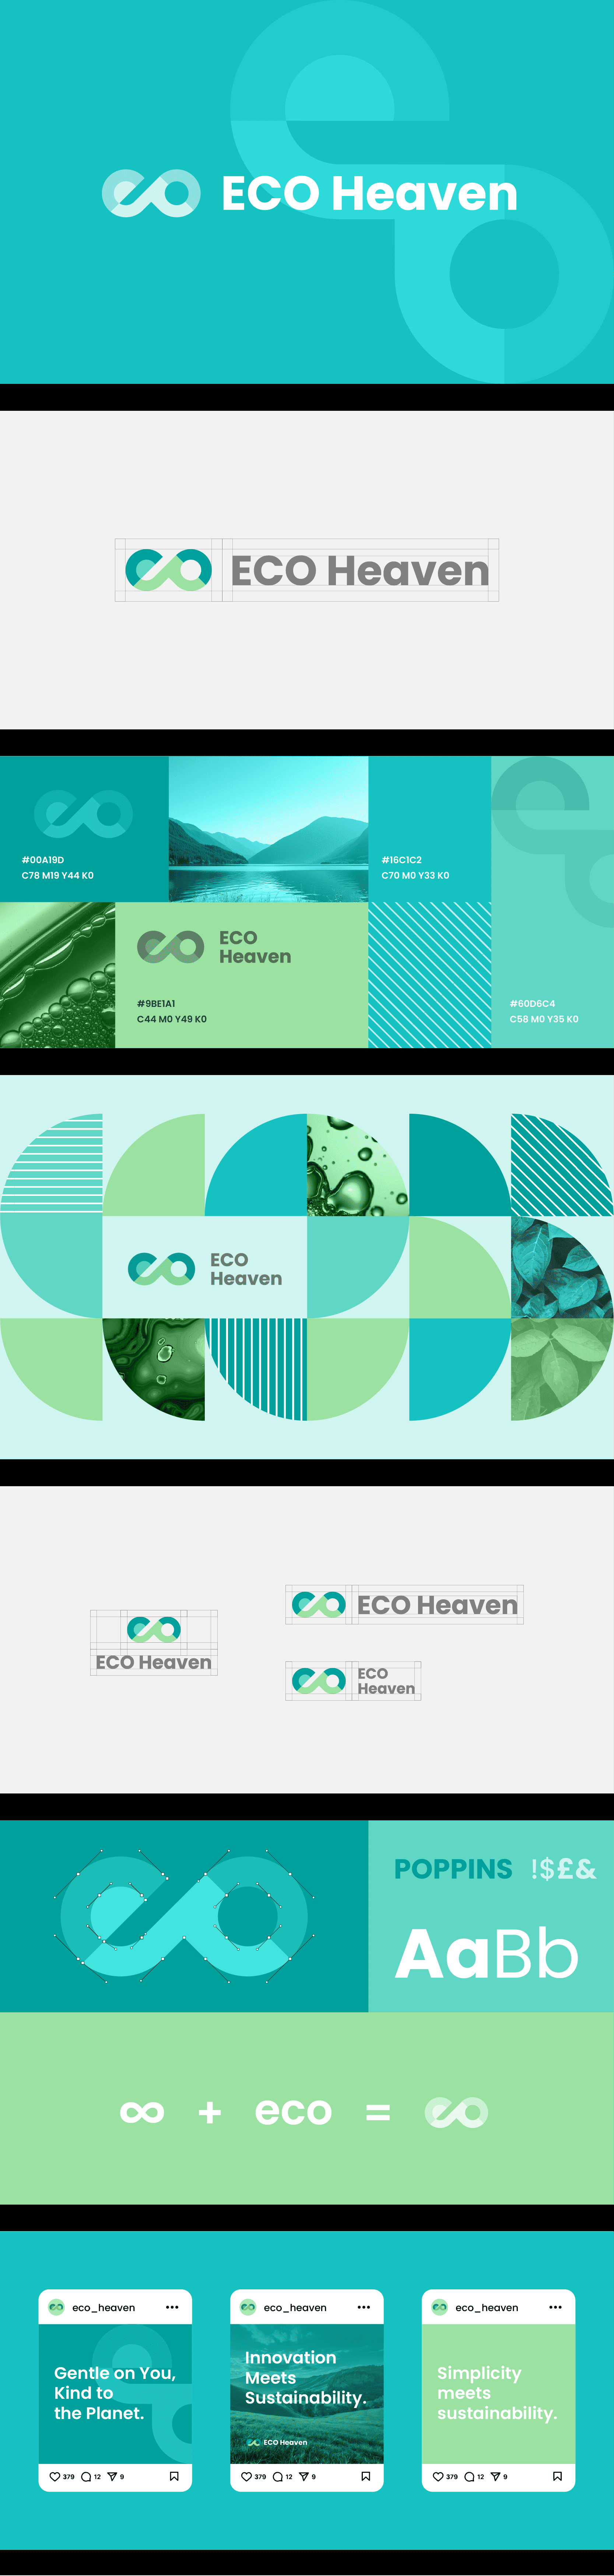 ECO Heaven
ECO Heaven
#00A19D
C78 M19 Y44 K0
#16C1C2
C70 M0 Y33 K0
ECO
Heaven
#9BE1A1
C44 M0 Y49 K0
#60D6C4
C58 M0 Y35 K0
ECO
Heaven
ECO Heaven
ECO Heaven
ECO
Heaven
POPPINS !$££&
AaBb
∞ + eco =
eco_heaven
Gentle on You,
Kind to
the Planet.
379 12 9
eco_heaven
Innovation
Meets
Sustainability.
ECO Heaven
379 12 9
eco_heaven
Simplicity
meets
sustainability.
379 12 9